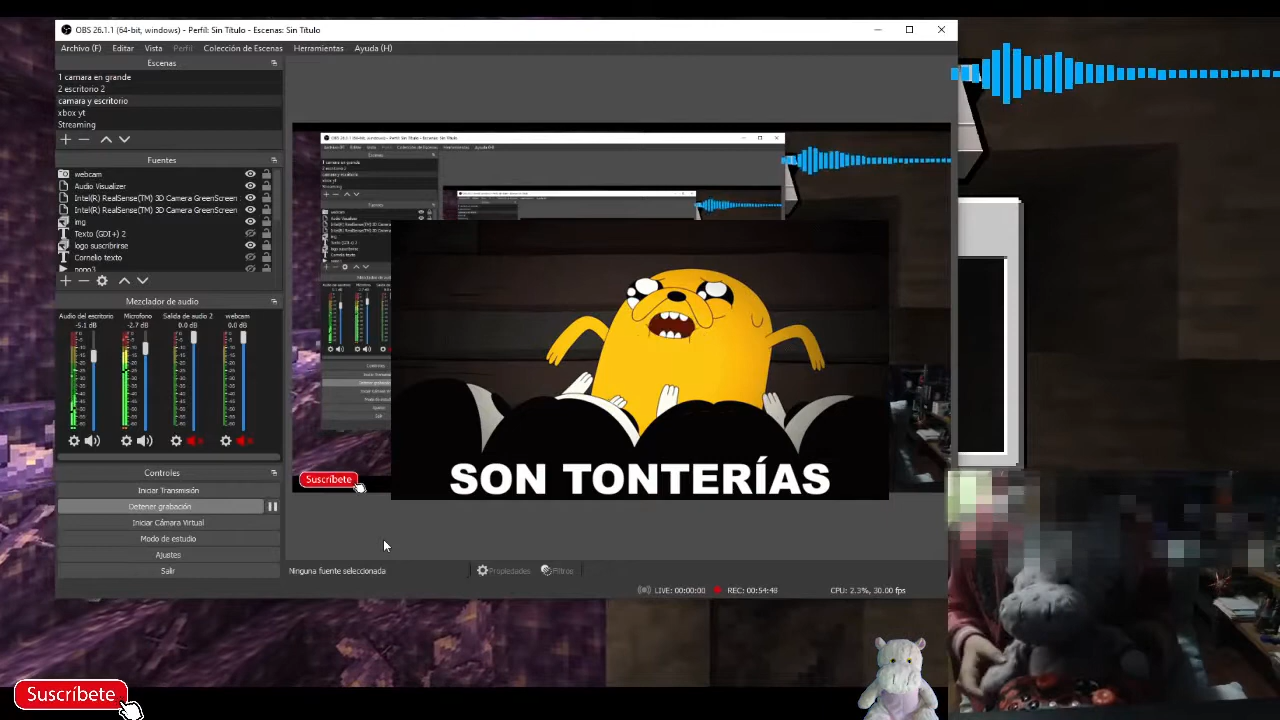 OBS 26.1.1 (64-bit, windows) - Perfil: Sin Título - Escenas: Sin Título
Archivo (F) Editar Vista Perfil Colección de Escenas Herramientas Ayuda (H)
Escenas
1 camara en grande
2 escritorio 2
camara y escritorio
xbox yt
Streaming
Fuentes
webcam
Audio Visualizer
Intel(R) RealSense(TM) 3D Camera GreenScreen
Intel(R) RealSense(TM) 3D Camera GreenScreen
img
Texto (GDI+) 2
logo suscribirse
Cornelio texto
Mezclador de audio
Audio del escritorio Microfono Salida de audio 2 webcam
-5.1 dB -2.7 dB 0.0 dB 0.0 dB
Controles
Iniciar Transmisión
Detener grabación
Iniciar Cámara Virtual
Modo de estudio
Ajustes
Salir
SON TONTERÍAS
Suscríbete
Ninguna fuente seleccionada Propiedades Filtros
LIVE: 00:00:00 REC: 00:54:48 CPU: 2.3%, 30.00 fps
Suscríbete